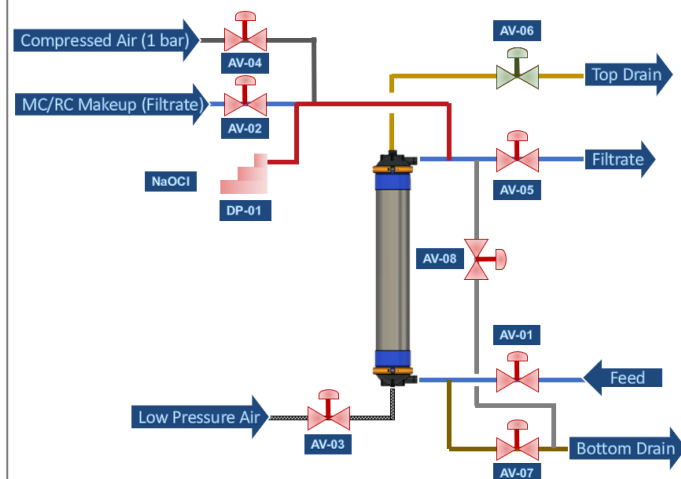 AV-06
Compressed Air (1 bar)
AV-04
Top Drain
MC/RC Makeup (Filtrate)
AV-02
Filtrate
NaOCI
AV-05
DP-01
AV-08
AV-01
Feed
Low Pressure Air
AV-03
Bottom Drain
AV-07